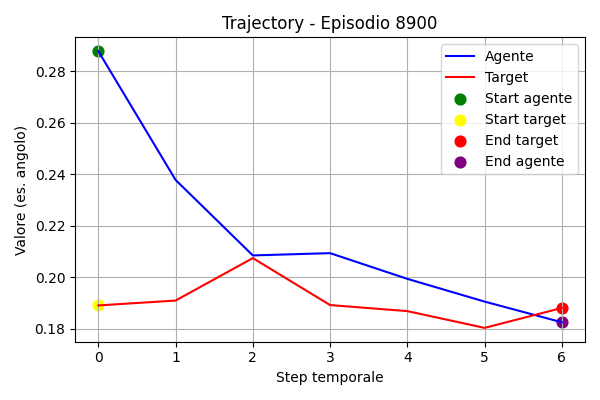 Trajectory - Episodio 8900
Valore (es. angolo)
0.28
0.26
0.24
0.22
0.20
0.18
0 1 2 3 4 5 6
Step temporale
Agente
Target
Start agente
Start target
End target
End agente